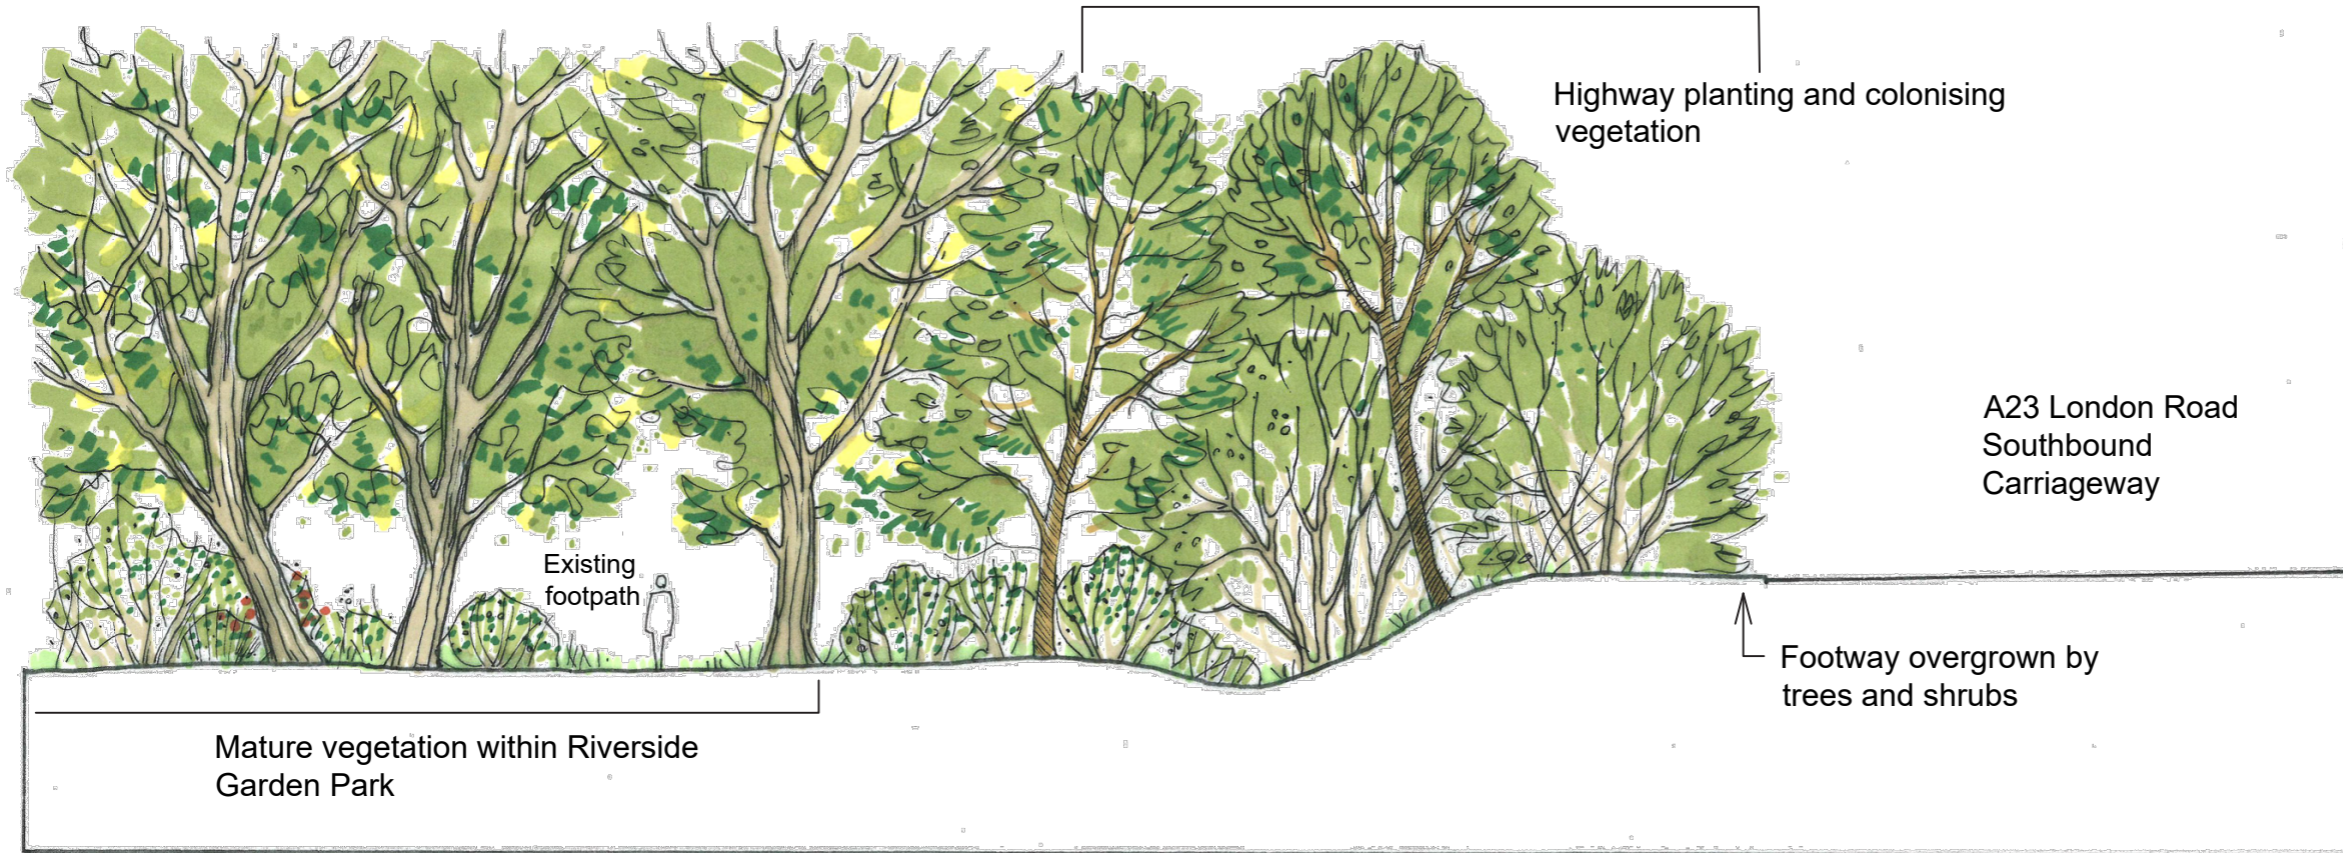 Highway planting and colonising
vegetation
A23 London Road
Southbound
Carriageway
Existing
footpath
Footway overgrown by
trees and shrubs
Mature vegetation within Riverside
Garden Park